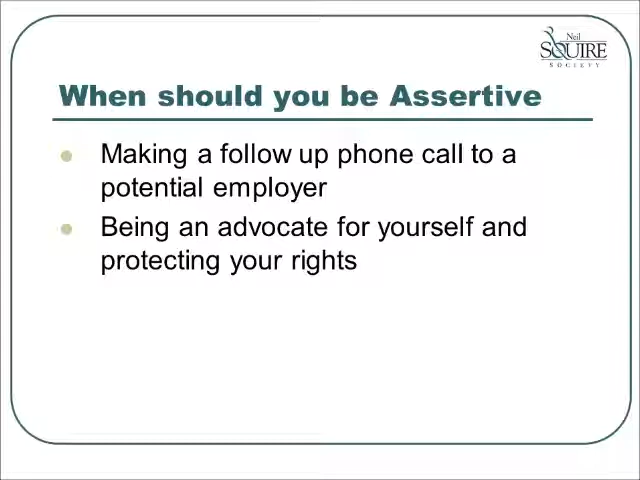 Neil
SQUIRE
SOCIETY
When should you be Assertive
Making a follow up phone call to a
potential employer
Being an advocate for yourself and
protecting your rights